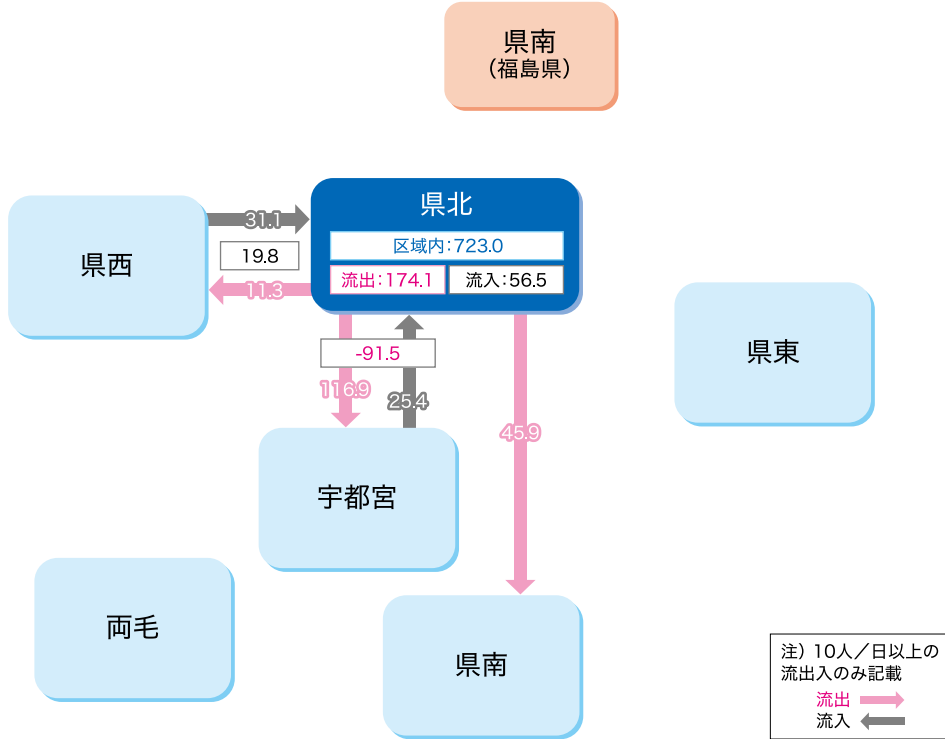 県南
(福島県)
県北
区域内:723.0
流出:174.1
流入:56.5
31.1
19.8
11.3
県西
県東
-91.5
116.9
25.4
45.9
宇都宮
両毛
県南
注) 10人/日以上の
流出入のみ記載
流出
流入